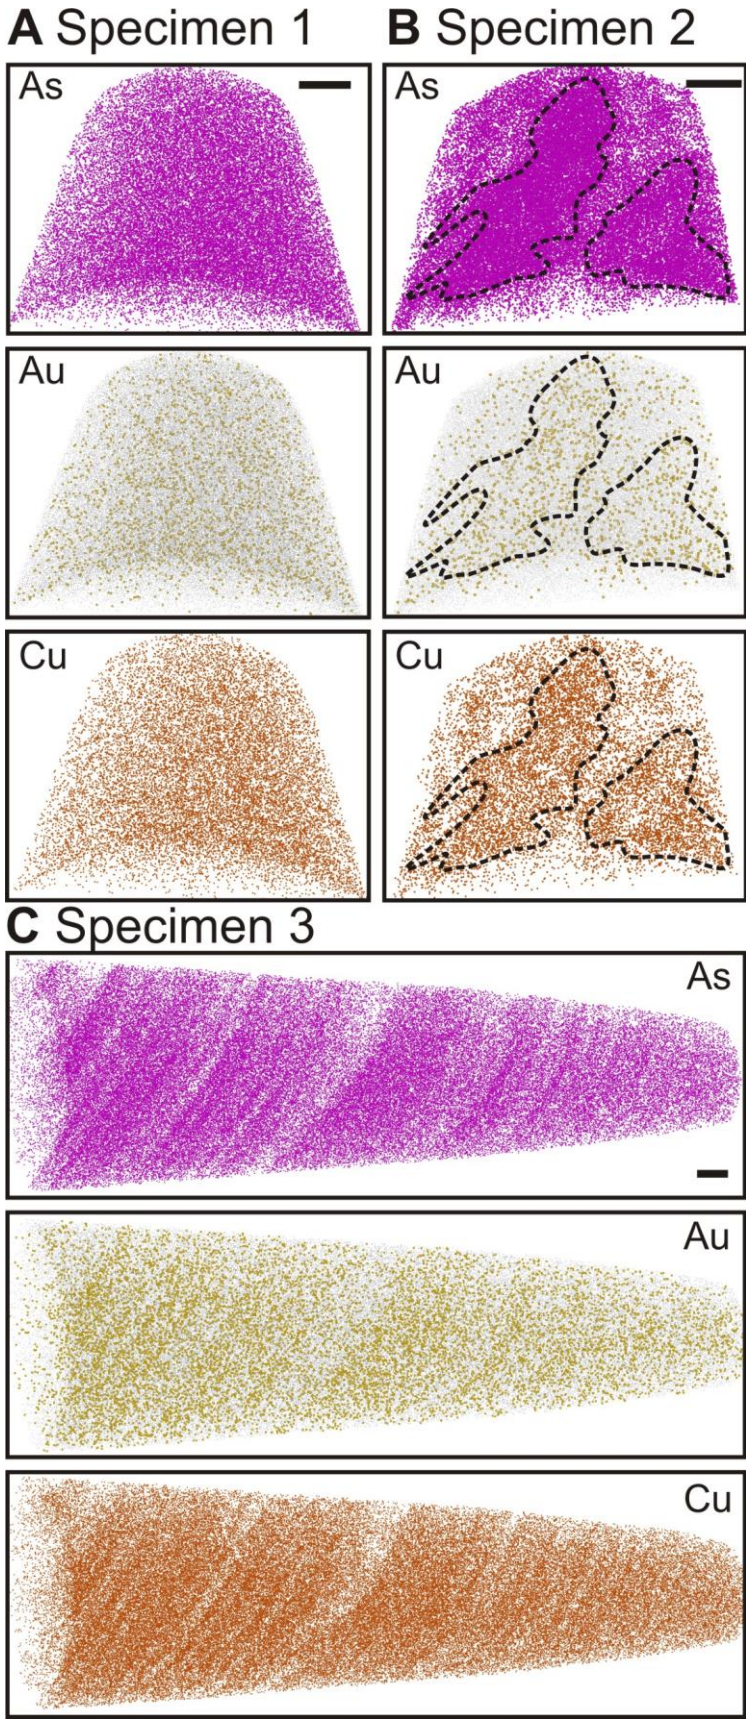 A Specimen 1
B Specimen 2
As
As
Au
Au
Cu
Cu
C Specimen 3
As
Au
Cu